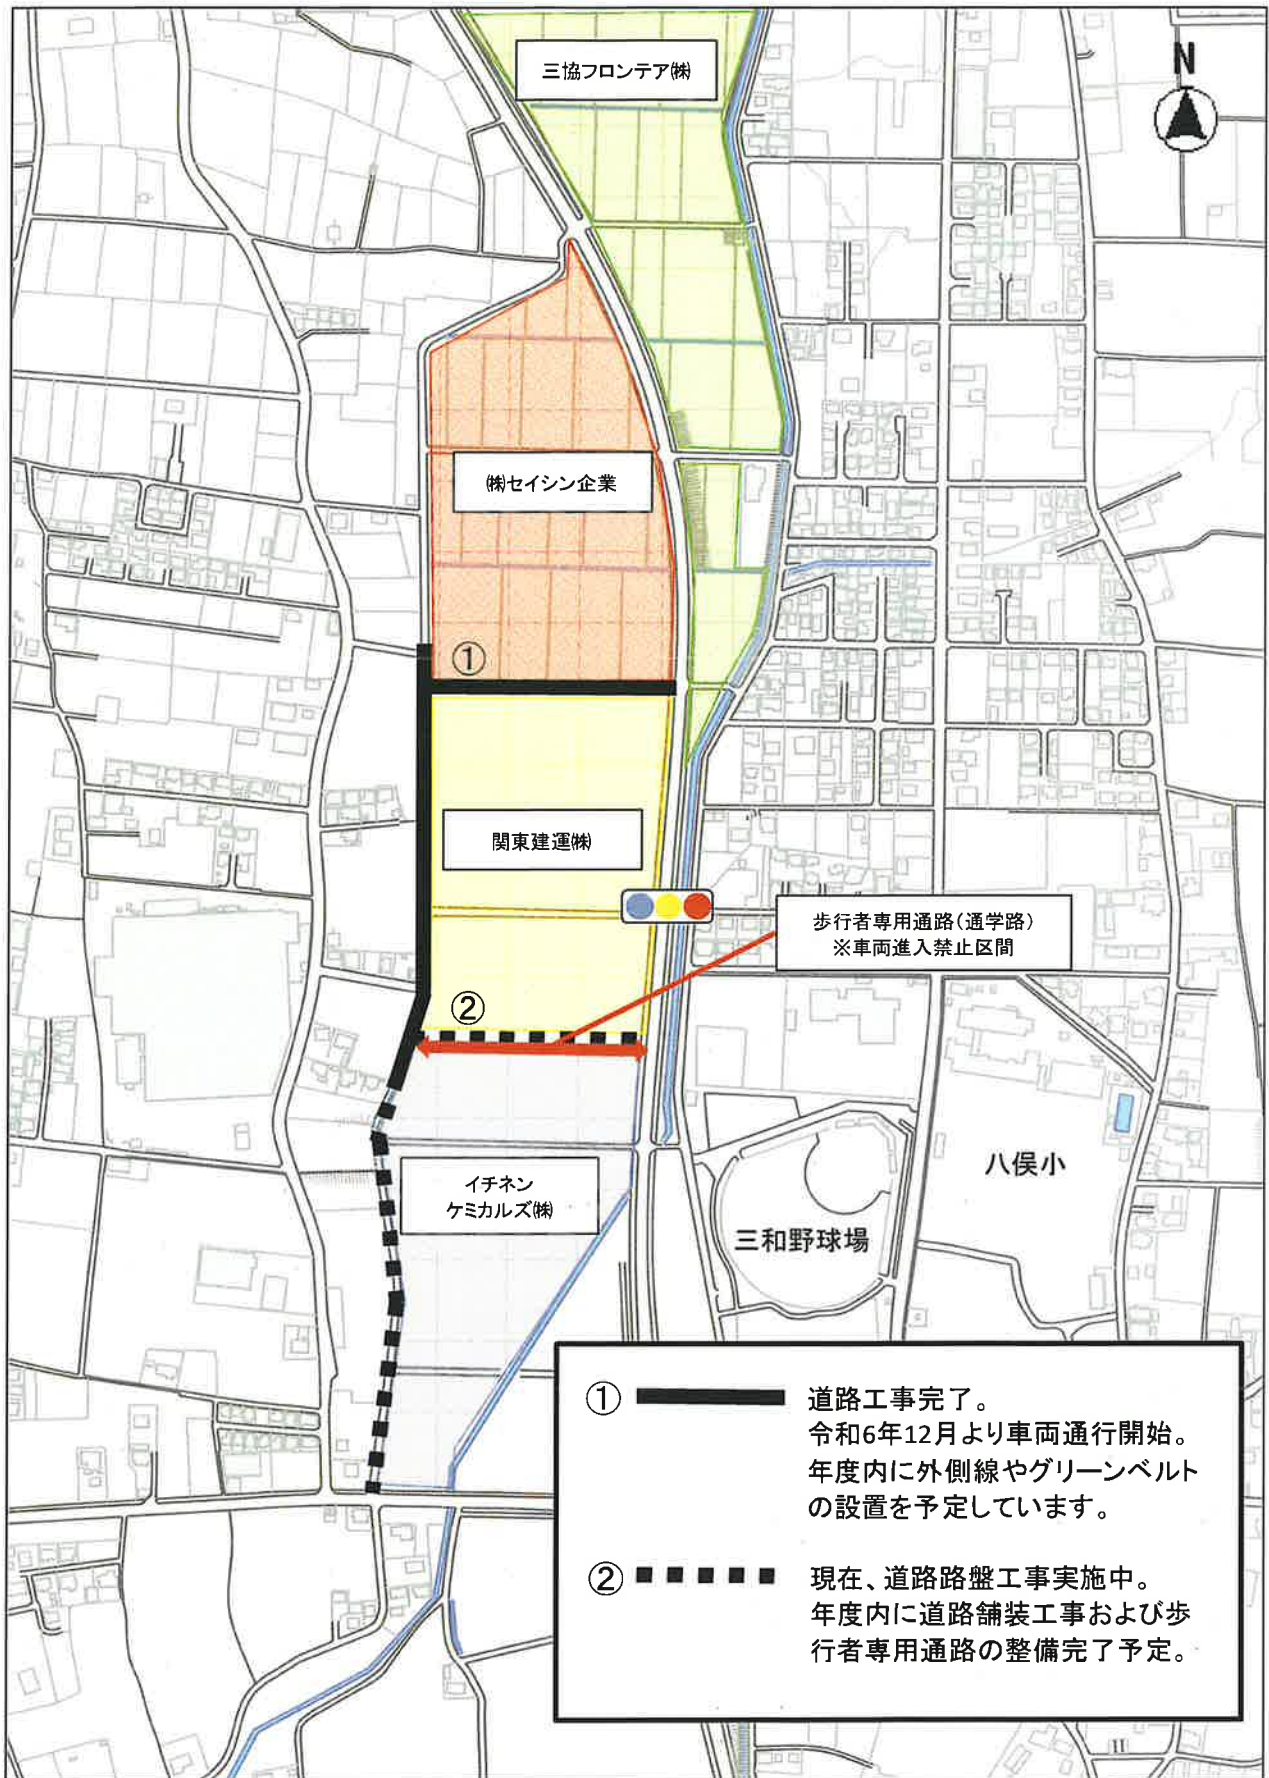 三協フロンテア㈱
N
㈱セイシン企業
①
関東建運㈱
歩行者専用通路(通学路)
※車両進入禁止区間
②
イチネン
ケミカルズ㈱
八俣小
三和野球場
① 道路工事完了。
令和6年12月より車両通行開始。
年度内に外側線やグリーンベルト
の設置を予定しています。
② 現在、道路路盤工事実施中。
年度内に道路舗装工事および歩
行者専用通路の整備完了予定。